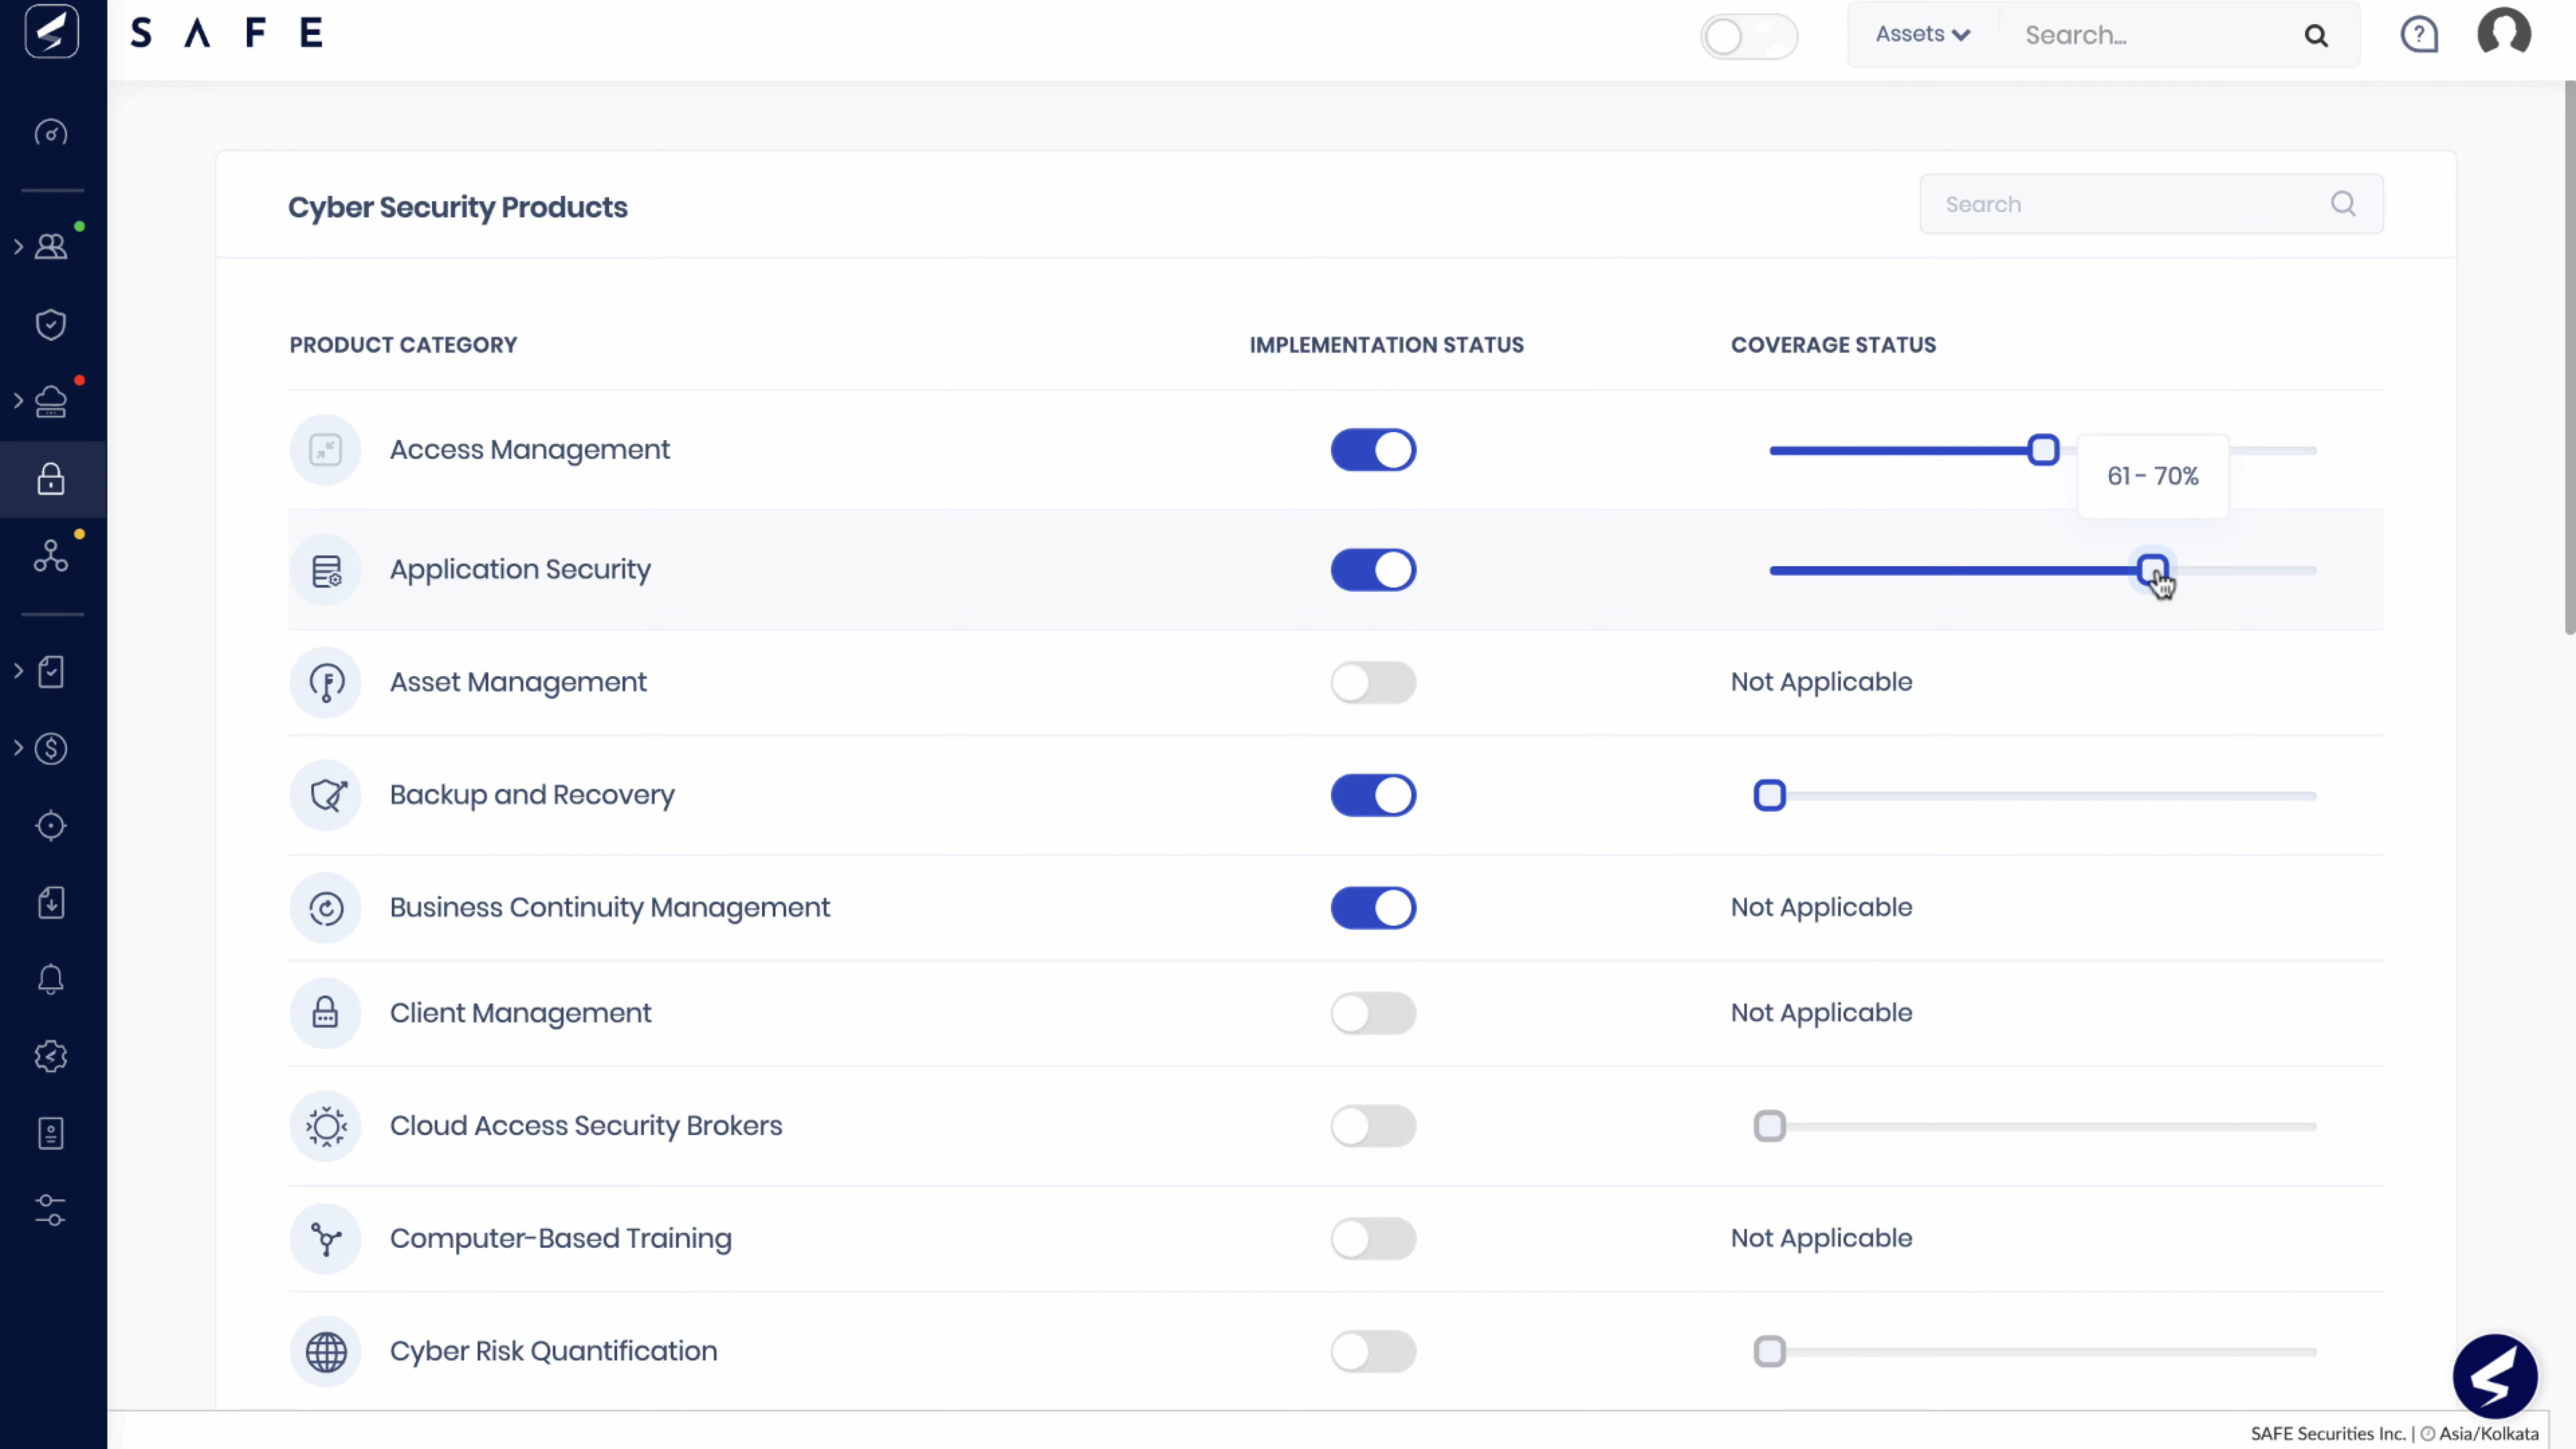 SAFE
Assets
Search...
?
Cyber Security Products
Search
PRODUCT CATEGORY
IMPLEMENTATION STATUS
COVERAGE STATUS
Access Management
61 - 70%
Application Security
Asset Management
Not Applicable
Backup and Recovery
Business Continuity Management
Not Applicable
Client Management
Not Applicable
Cloud Access Security Brokers
Computer-Based Training
Not Applicable
Cyber Risk Quantification
SAFE Securities Inc. | Asia/Kolkata